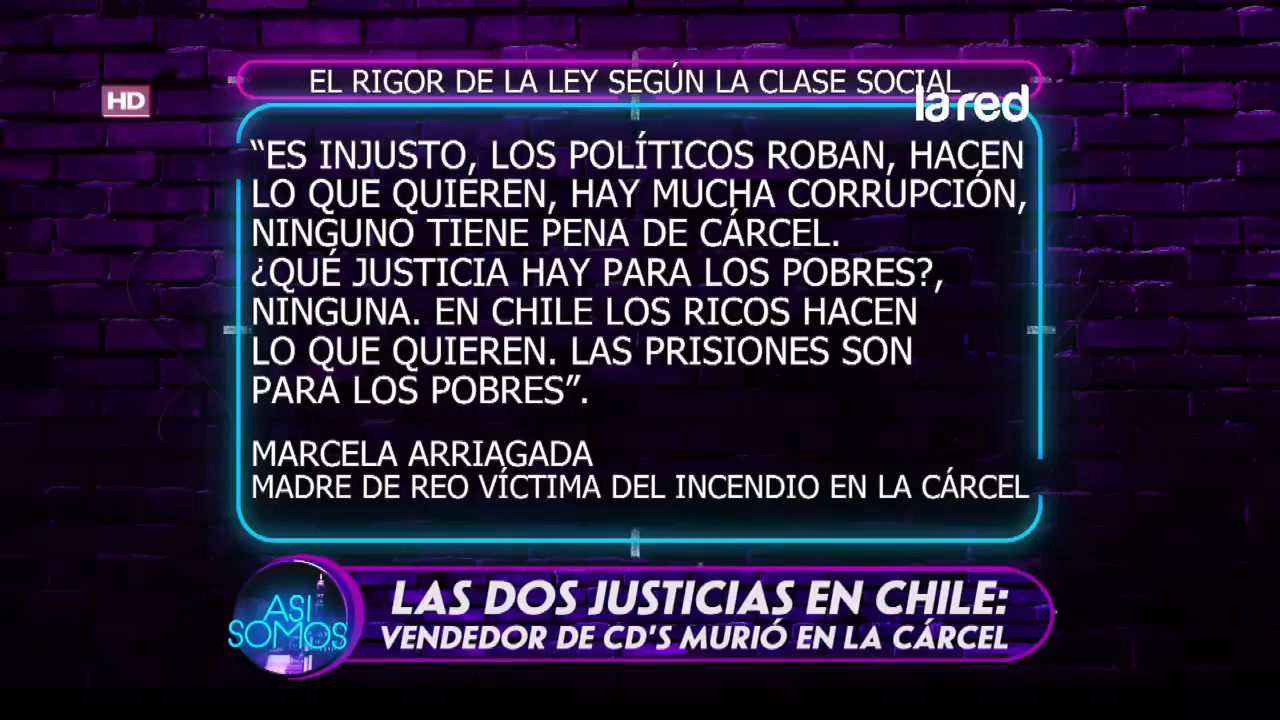 EL RIGOR DE LA LEY SEGÚN LA CLASE SOCIAL
HD
la red
“ES INJUSTO, LOS POLÍTICOS ROBAN, HACEN
LO QUE QUIEREN, HAY MUCHA CORRUPCIÓN,
NINGUNO TIENE PENA DE CÁRCEL.
¿QUÉ JUSTICIA HAY PARA LOS POBRES?,
NINGUNA. EN CHILE LOS RICOS HACEN
LO QUE QUIEREN. LAS PRISIONES SON
PARA LOS POBRES”.
MARCELA ARRIAGADA
MADRE DE REO VÍCTIMA DEL INCENDIO EN LA CÁRCEL
ASI
SOMOS
LAS DOS JUSTICIAS EN CHILE:
VENDEDOR DE CD'S MURIÓ EN LA CÁRCEL